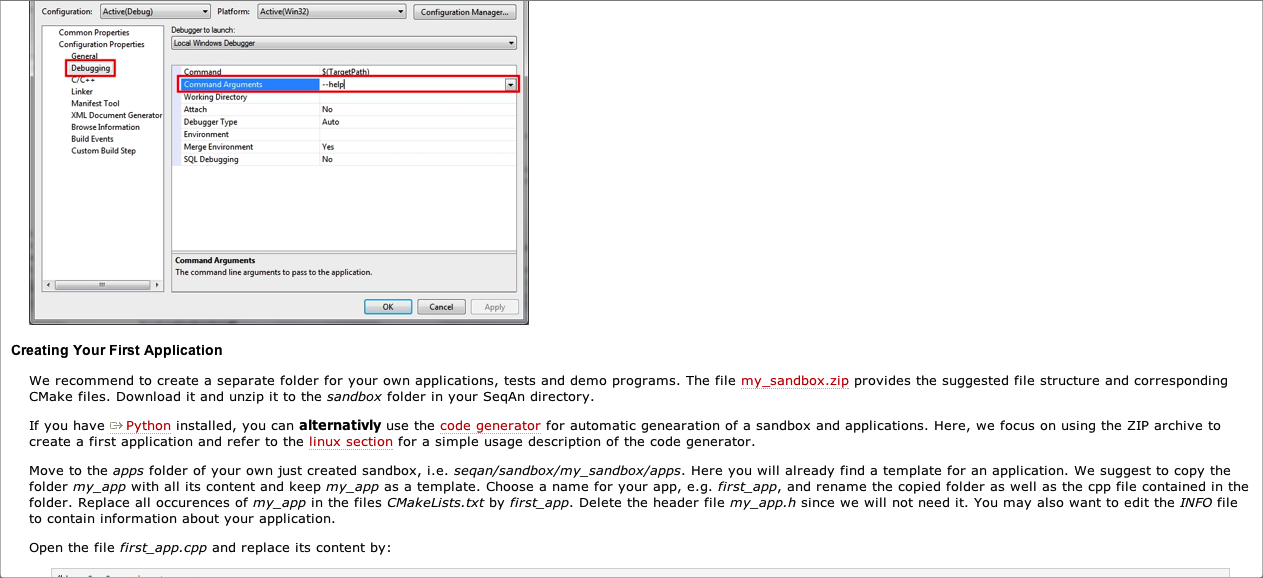 Configuration: Active(Debug) Platform: Active(Win32) Configuration Manager...
Common Properties
Configuration Properties
General
Debugging
C/C++
Linker
Manifest Tool
XML Document Generator
Browse Information
Build Events
Custom Build Step
Debugger to launch:
Local Windows Debugger
Command $(TargetPath)
Command Arguments --help
Working Directory
Attach No
Debugger Type Auto
Environment
Merge Environment Yes
SQL Debugging No
Command Arguments
The command line arguments to pass to the application.
OK Cancel Apply
Creating Your First Application
We recommend to create a separate folder for your own applications, tests and demo programs. The file my_sandbox.zip provides the suggested file structure and corresponding
CMake files. Download it and unzip it to the sandbox folder in your SeqAn directory.
If you have Python installed, you can alternativly use the code generator for automatic genearation of a sandbox and applications. Here, we focus on using the ZIP archive to
create a first application and refer to the linux section for a simple usage description of the code generator.
Move to the apps folder of your own just created sandbox, i.e. seqan/sandbox/my_sandbox/apps. Here you will already find a template for an application. We suggest to copy the
folder my_app with all its content and keep my_app as a template. Choose a name for your app, e.g. first_app, and rename the copied folder as well as the cpp file contained in the
folder. Replace all occurences of my_app in the files CMakeLists.txt by first_app. Delete the header file my_app.h since we will not need it. You may also want to edit the INFO file
to contain information about your application.
Open the file first_app.cpp and replace its content by: